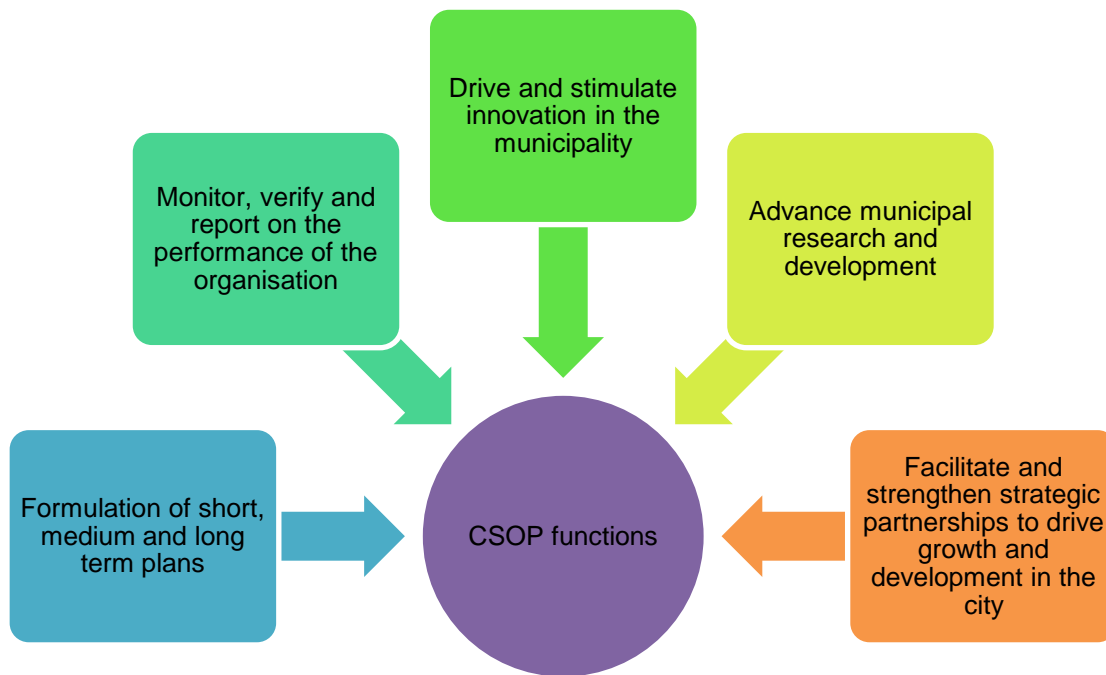 Drive and stimulate
innovation in the
municipality
Monitor, verify and
report on the
performance of the
organisation
Advance municipal
research and
development
Formulation of short,
medium and long
term plans
CSOP functions
Facilitate and
strengthen strategic
partnerships to drive
growth and
development in the
city